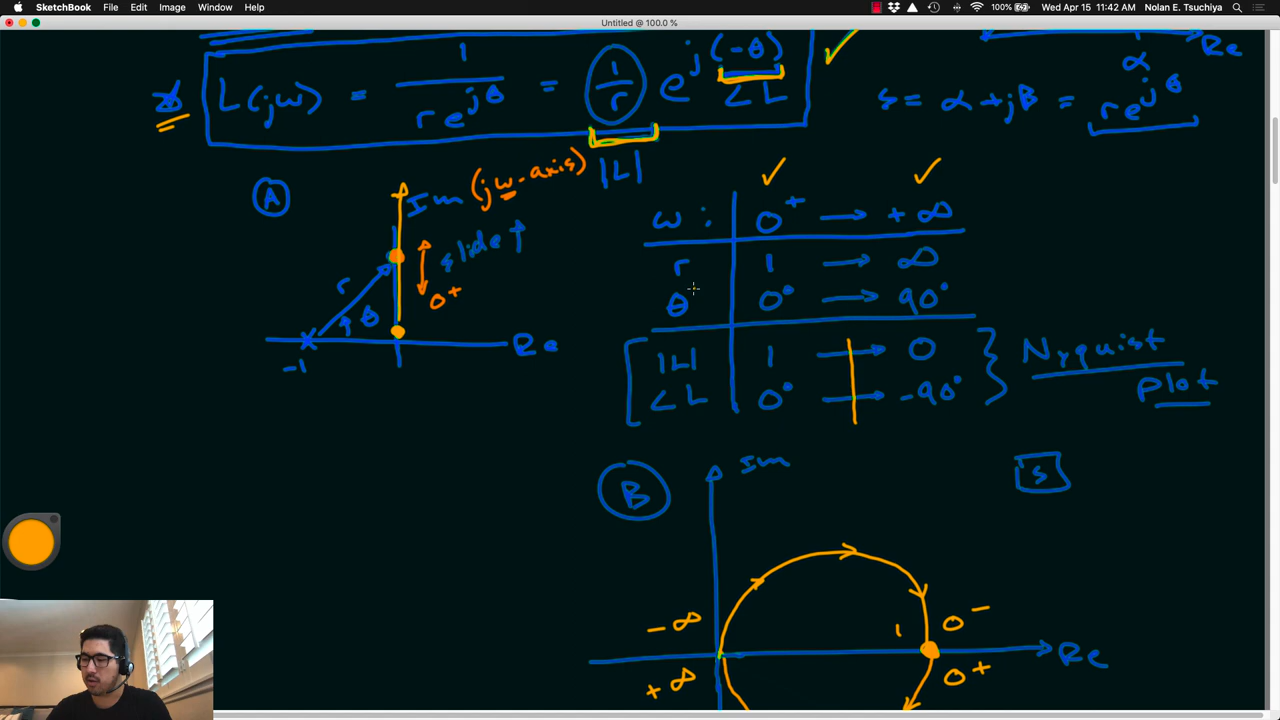 SketchBook File Edit Image Window Help 100% Wed Apr 15 11:42 AM Nolan E. Tsuchiya
Untitled @ 100.0 %
L(jω) = 1 / re^jθ = (1/r) e^j(-θ)
|L| ∠L
Re
α
s = α + jβ = re^jθ
A
Im (jω-axis)
slide ↑
r
θ
0⁺
-1
Re
ω : 0⁺ → +∞
r 1 → ∞
θ 0° → 90°
|L| 1 → 0
∠L 0° → -90°
Nyquist
Plot
B
Im
s
-∞
1 0⁻
Re
+∞
0⁺